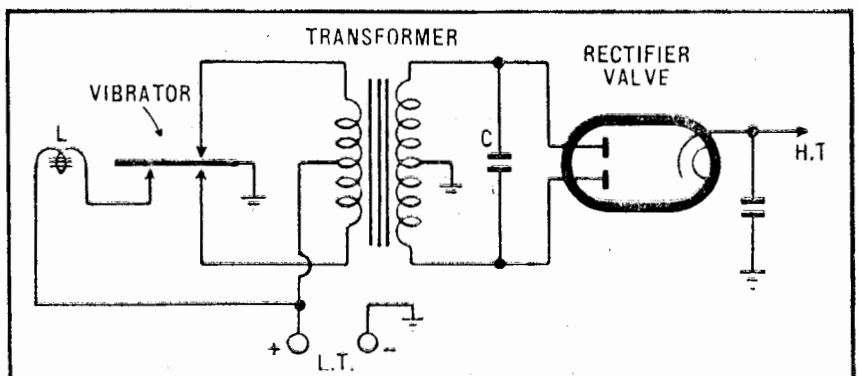 TRANSFORMER
RECTIFIER
VALVE
VIBRATOR
L
C
H.T
+ L.T. -